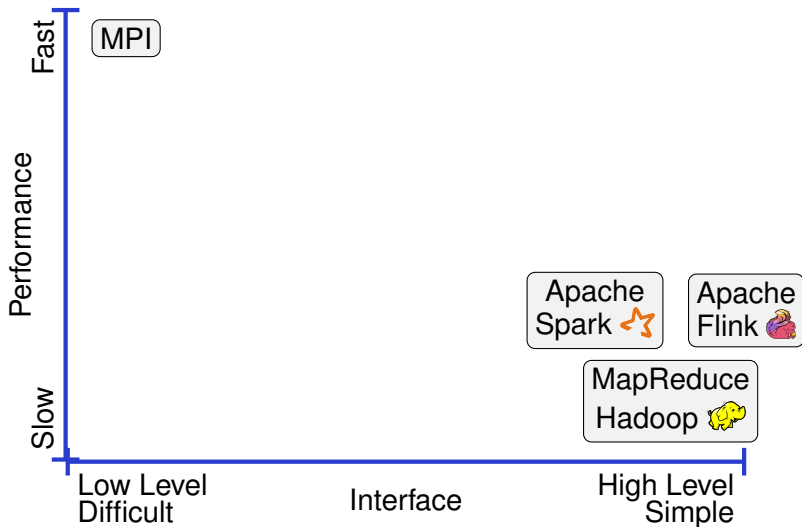 Fast
MPI
Performance
Apache
Spark
Apache
Flink
MapReduce
Hadoop
Slow
Low Level
Difficult
Interface
High Level
Simple